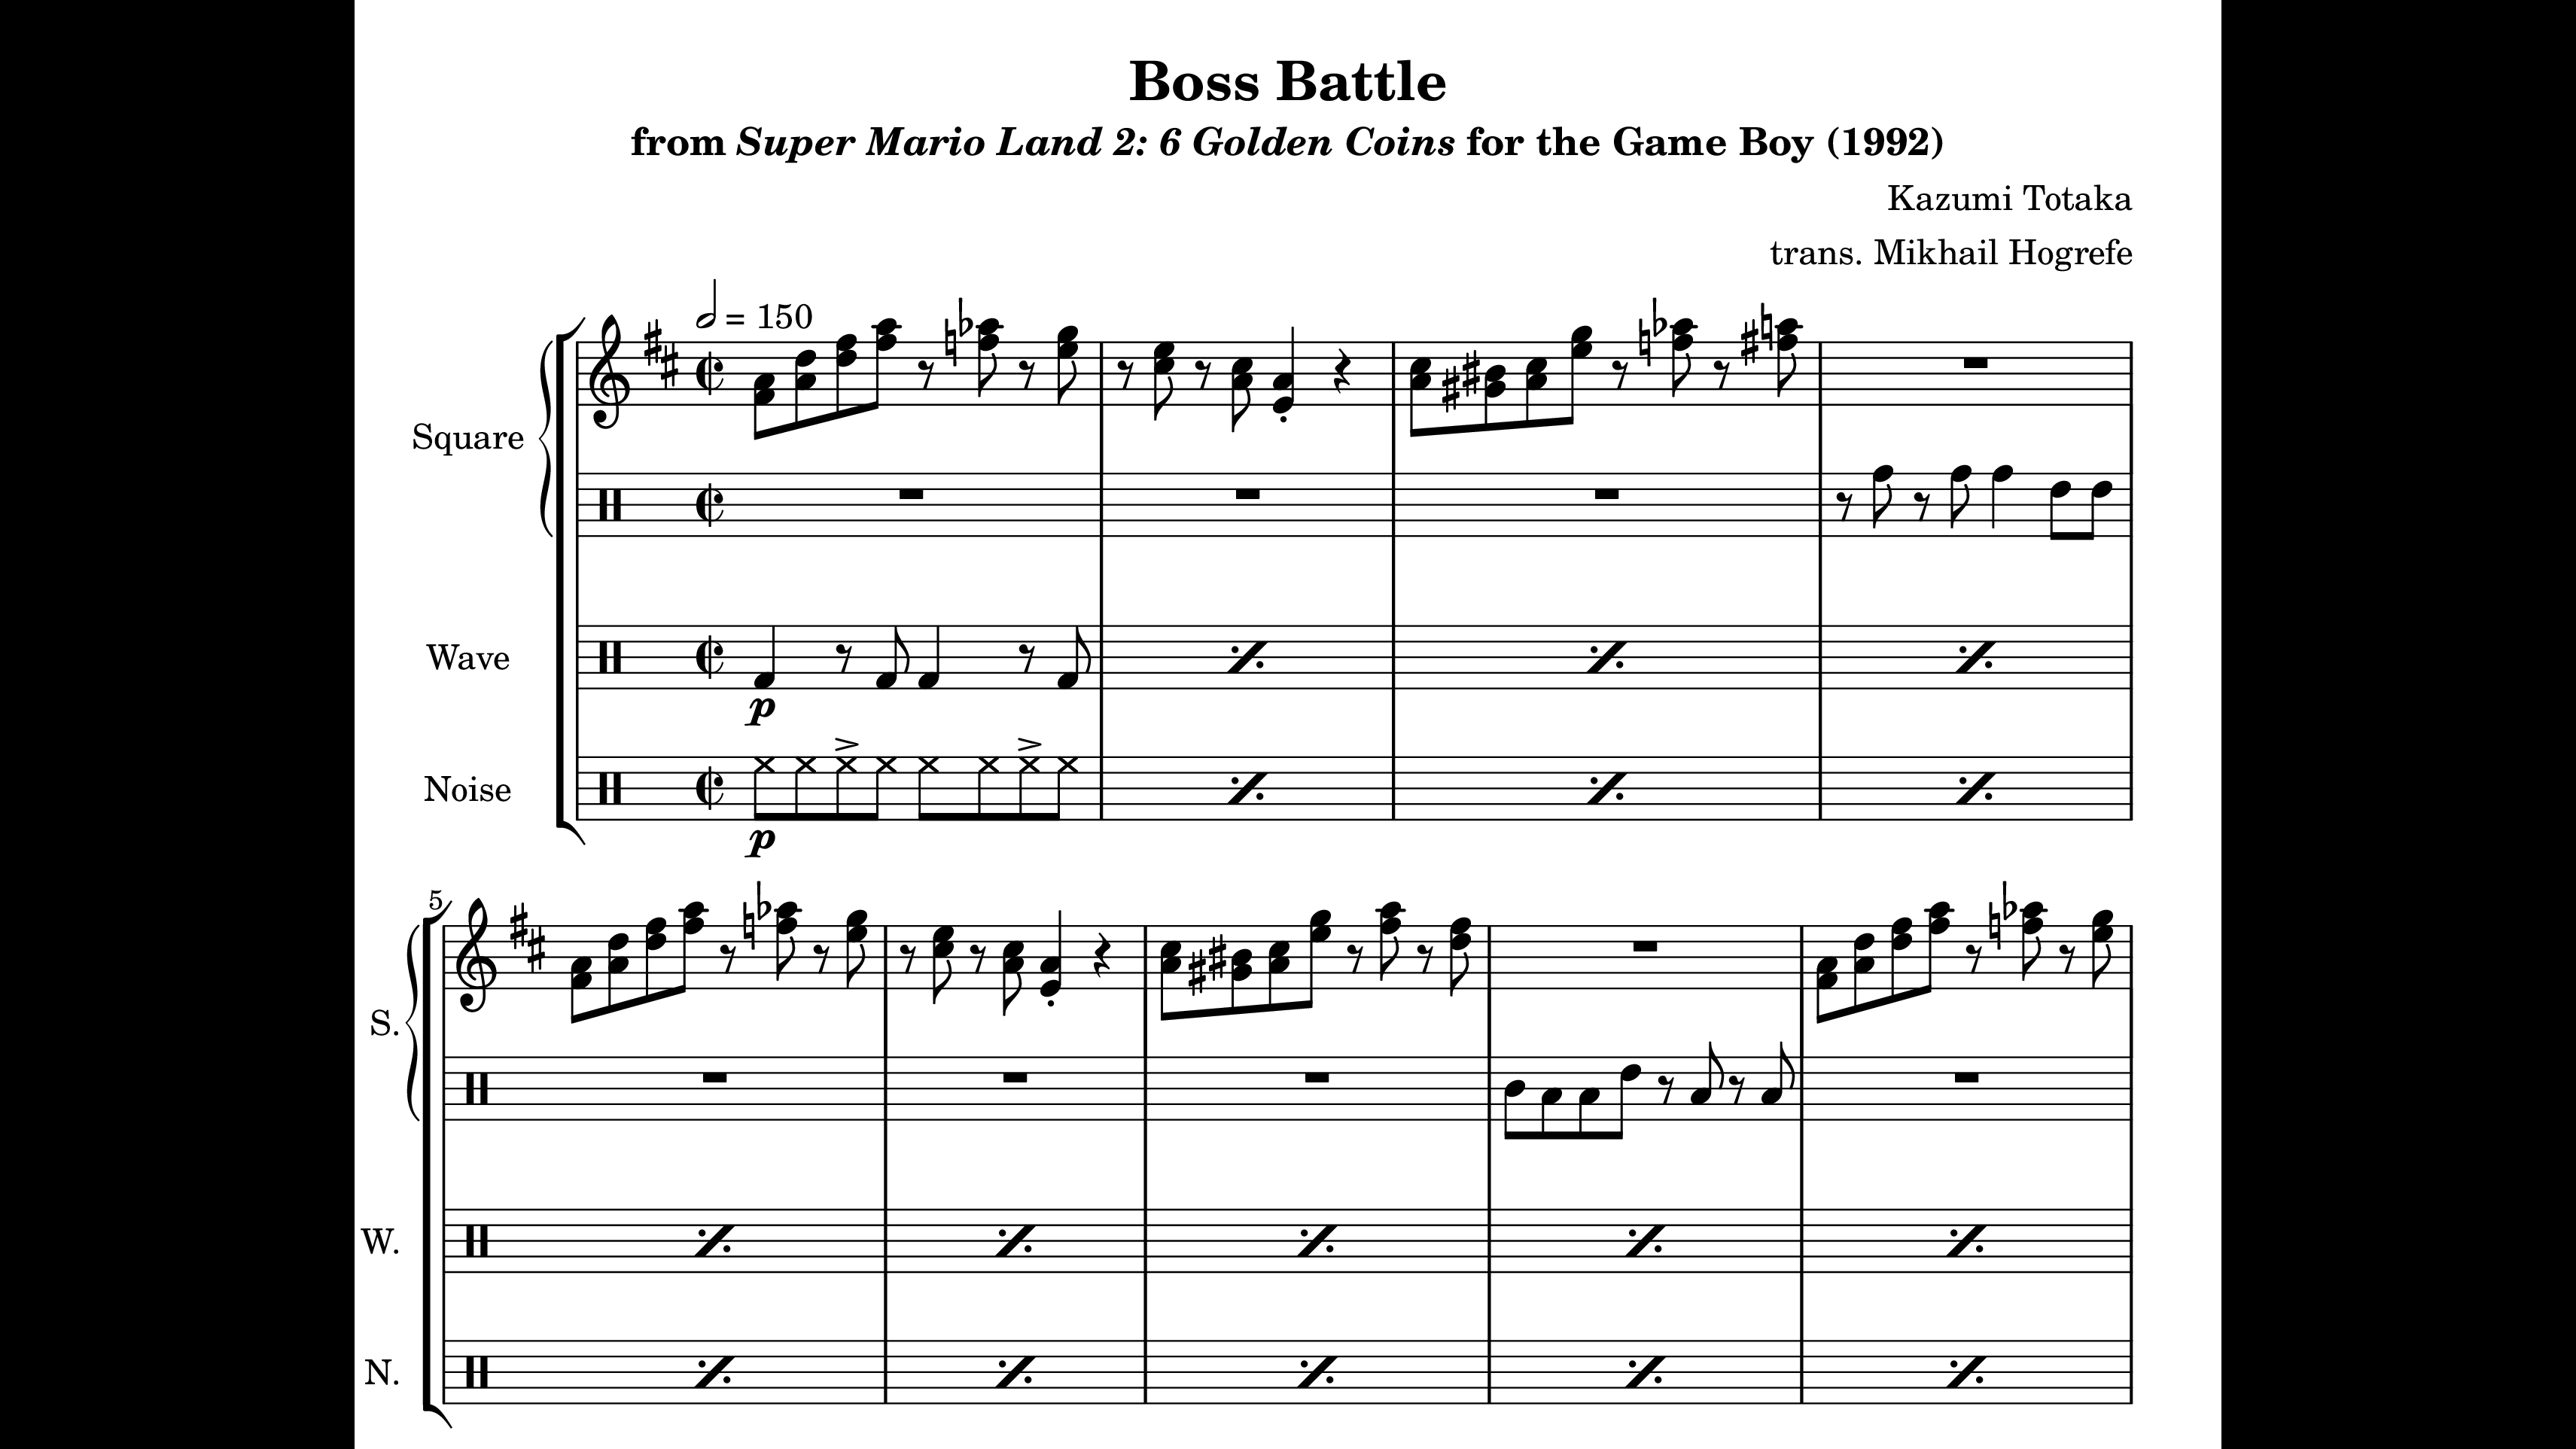 Boss Battle
from Super Mario Land 2: 6 Golden Coins for the Game Boy (1992)
Kazumi Totaka
trans. Mikhail Hogrefe
= 150
Square
Wave
p
Noise
p
5
S.
W.
N.